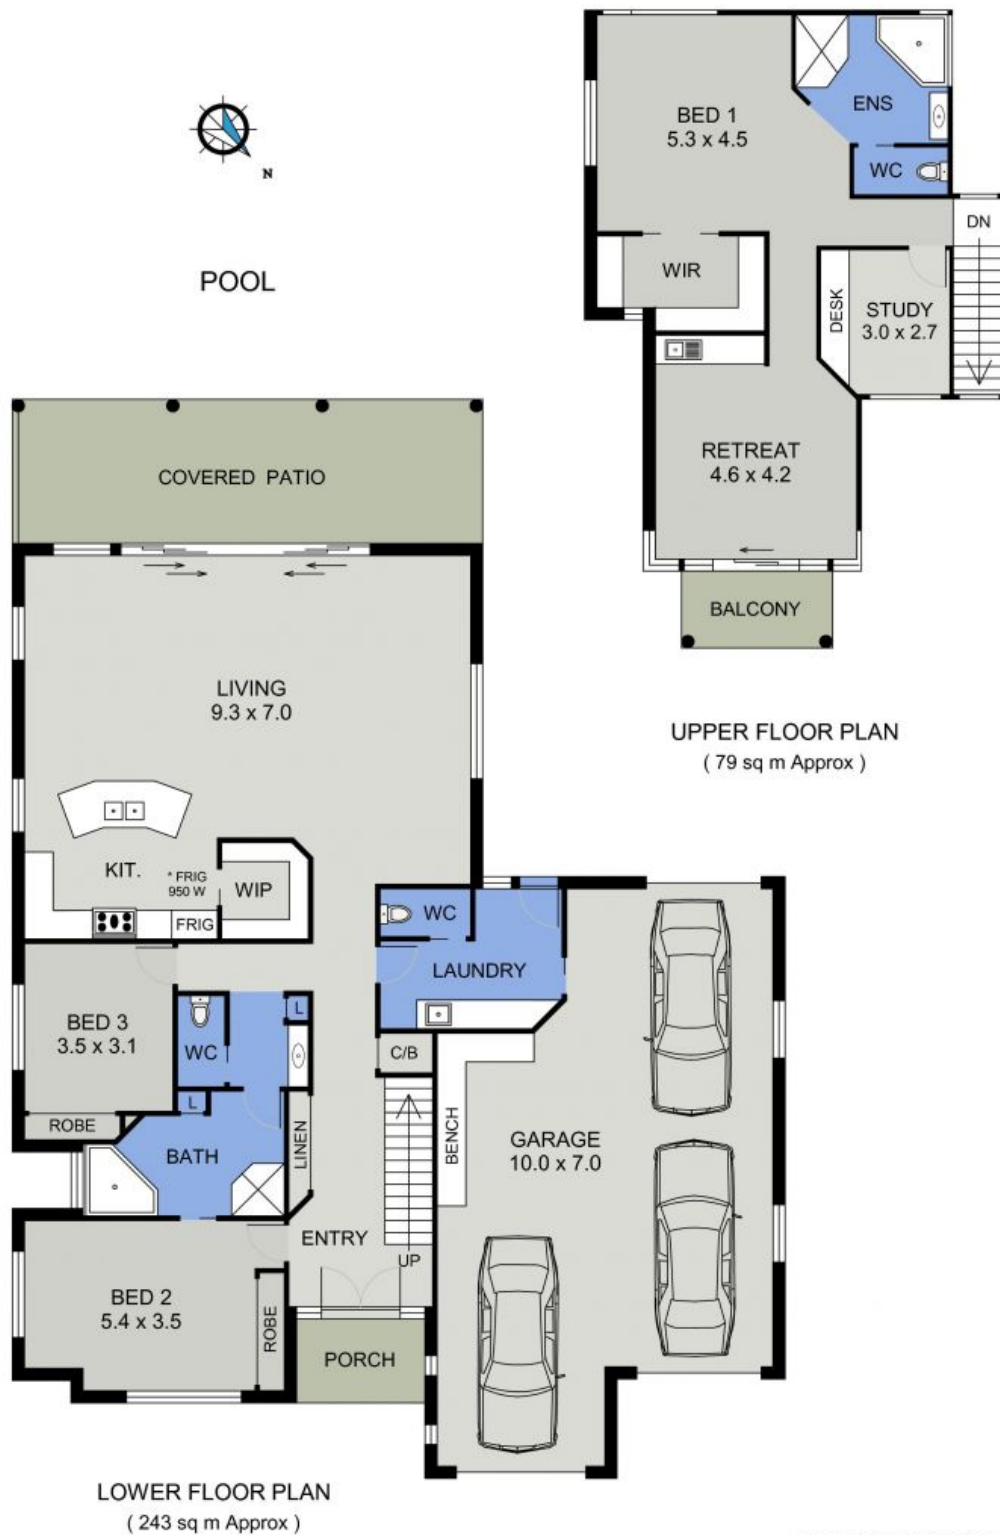 BED 1
5.3 x 4.5
ENS
WC
DN
WIR
DESK
STUDY
3.0 x 2.7
RETREAT
4.6 x 4.2
BALCONY
UPPER FLOOR PLAN
( 79 sq m Approx )
N
POOL
COVERED PATIO
LIVING
9.3 x 7.0
KIT.
* FRIG
950 W
WIP
FRIG
WC
LAUNDRY
BED 3
3.5 x 3.1
L
WC
C/B
ROBE
L
BATH
LINEN
BENCH
GARAGE
10.0 x 7.0
ENTRY
UP
BED 2
5.4 x 3.5
ROBE
PORCH
LOWER FLOOR PLAN
( 243 sq m Approx )